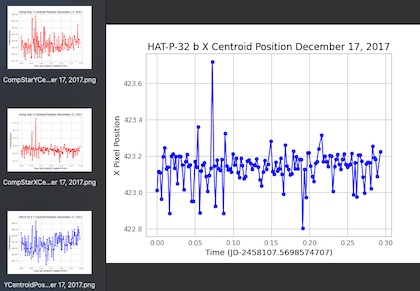 CompStarYCe...er 17, 2017.png
CompStarXCe...er 17, 2017.png
YCentroidPos...er 17, 2017.png
HAT-P-32 b X Centroid Position December 17, 2017
X Pixel Position
423.6
423.4
423.2
423.0
422.8
0.00
0.05
0.10
0.15
0.20
0.25
0.30
Time (JD-2458107.5698574707)